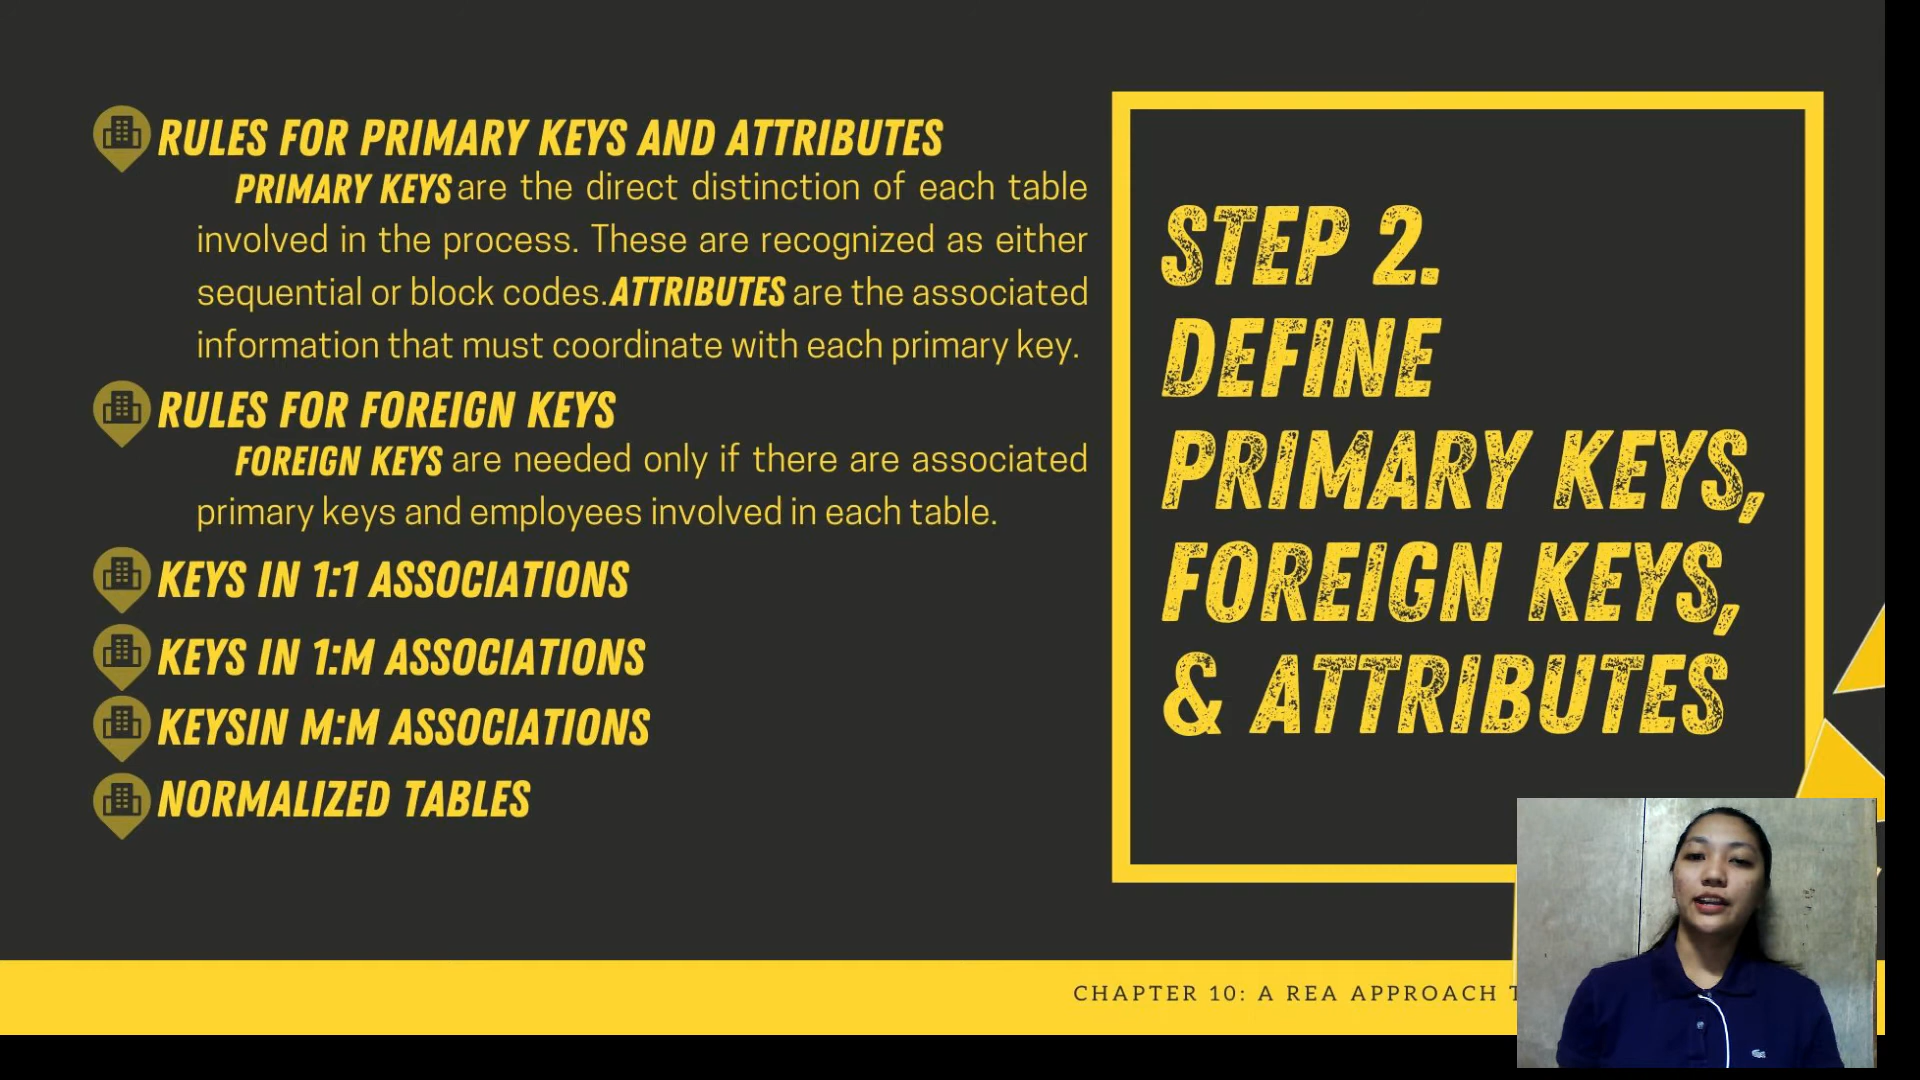 RULES FOR PRIMARY KEYS AND ATTRIBUTES
PRIMARY KEYS are the direct distinction of each table
involved in the process. These are recognized as either
sequential or block codes. ATTRIBUTES are the associated
information that must coordinate with each primary key.
RULES FOR FOREIGN KEYS
FOREIGN KEYS are needed only if there are associated
primary keys and employees involved in each table.
KEYS IN 1:1 ASSOCIATIONS
KEYS IN 1:M ASSOCIATIONS
KEYSIN M:M ASSOCIATIONS
NORMALIZED TABLES
STEP 2.
DEFINE
PRIMARY KEYS,
FOREIGN KEYS,
& ATTRIBUTES
CHAPTER 10: A REA APPROACH